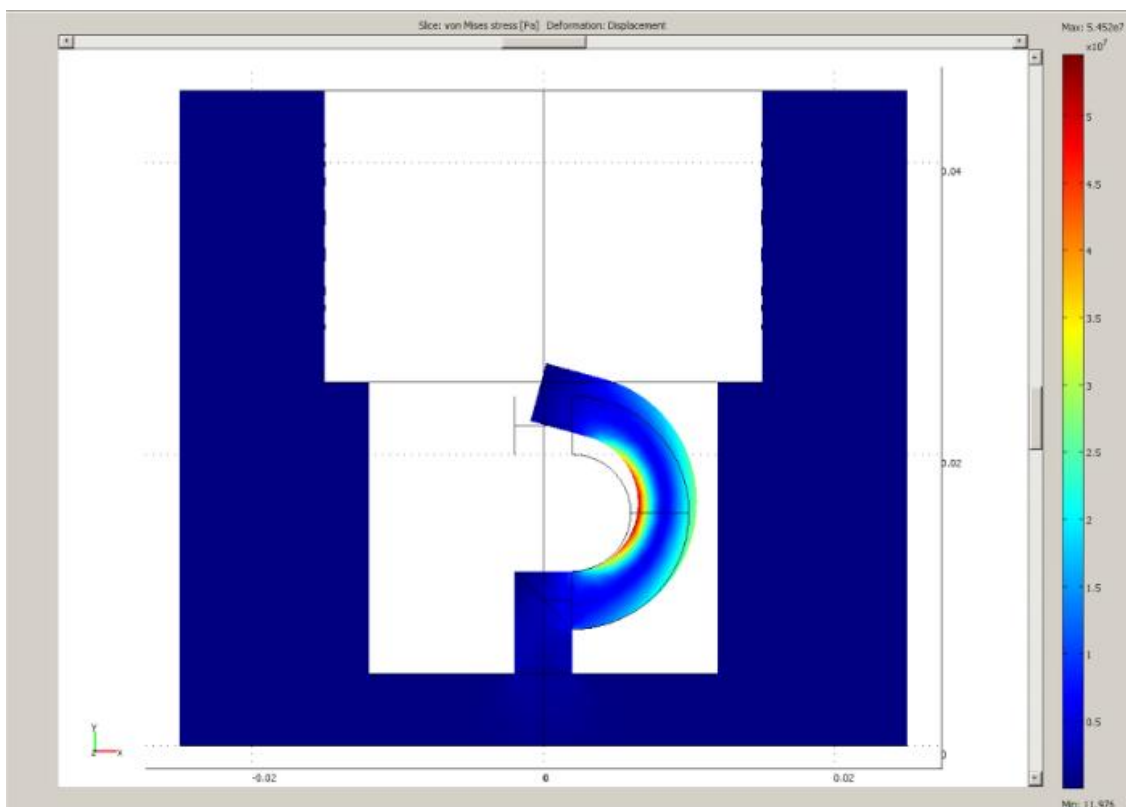 Slice: von Mises stress [Pa]  Deformation: Displacement
Max: 5.452e7
x10^7
5
4.5
4
3.5
3
2.5
2
1.5
1
0.5
Min: 11.976
0.04
0.02
0
-0.02
0
0.02
y
z
x